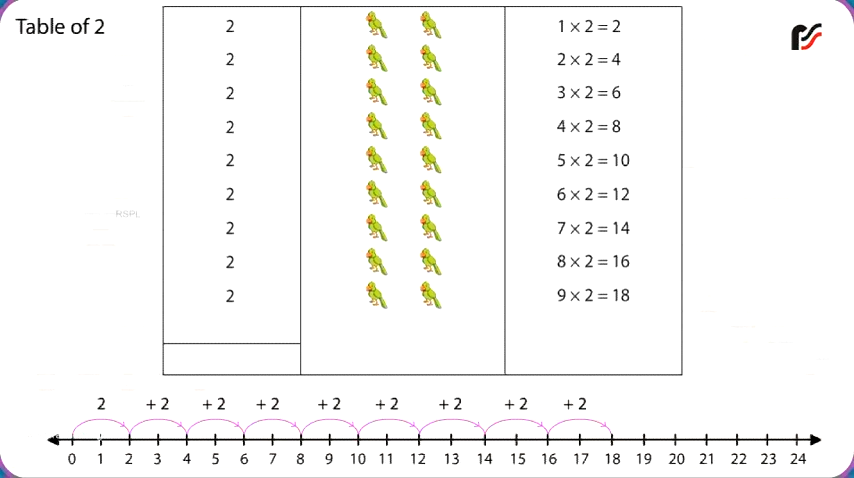 Table of 2
2 1 × 2 = 2
2 2 × 2 = 4
2 3 × 2 = 6
2 4 × 2 = 8
2 5 × 2 = 10
2 6 × 2 = 12
2 7 × 2 = 14
2 8 × 2 = 16
2 9 × 2 = 18
RSPL
2 + 2 + 2 + 2 + 2 + 2 + 2 + 2 + 2
0 1 2 3 4 5 6 7 8 9 10 11 12 13 14 15 16 17 18 19 20 21 22 23 24